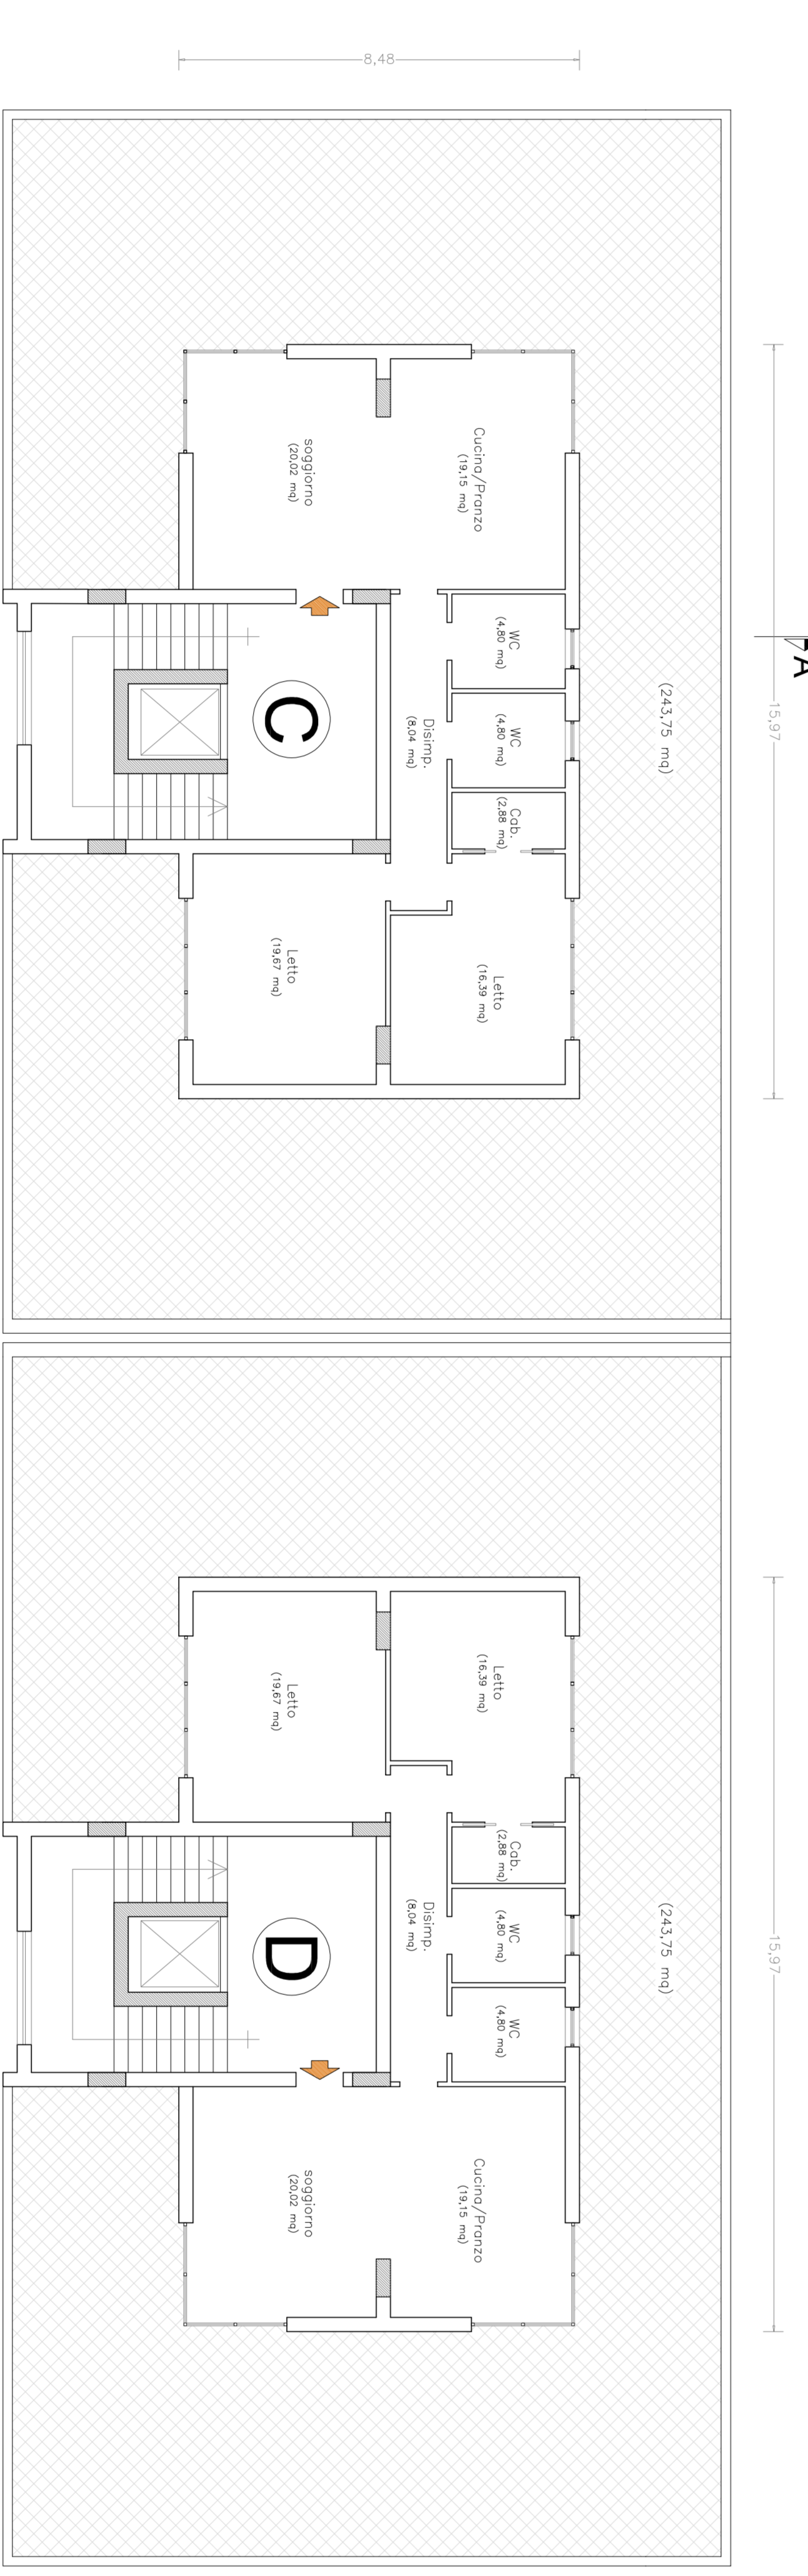 8,48
A
15,97
(243,75 mq)
Cucina/Pranzo
(19,15 mq)
soggiorno
(20,02 mq)
WC
(4,80 mq)
WC
(4,80 mq)
Cab.
(2,88 mq)
Disimp.
(8,04 mq)
C
Letto
(16,39 mq)
Letto
(19,67 mq)
15,97
(243,75 mq)
Letto
(16,39 mq)
Letto
(19,67 mq)
Cab.
(2,88 mq)
WC
(4,80 mq)
WC
(4,80 mq)
Disimp.
(8,04 mq)
D
Cucina/Pranzo
(19,15 mq)
soggiorno
(20,02 mq)